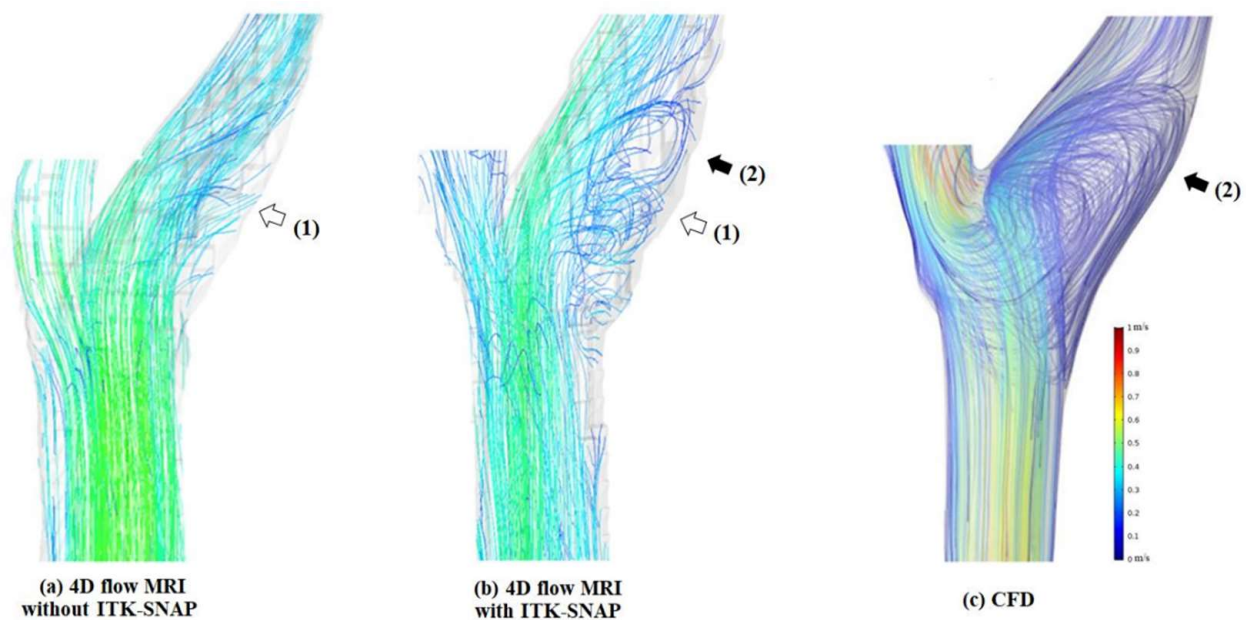 (1)
(2)
(1)
(2)
1 m/s
0.9
0.8
0.7
0.6
0.5
0.4
0.3
0.2
0.1
0 m/s
(a) 4D flow MRI
without ITK-SNAP
(b) 4D flow MRI
with ITK-SNAP
(c) CFD